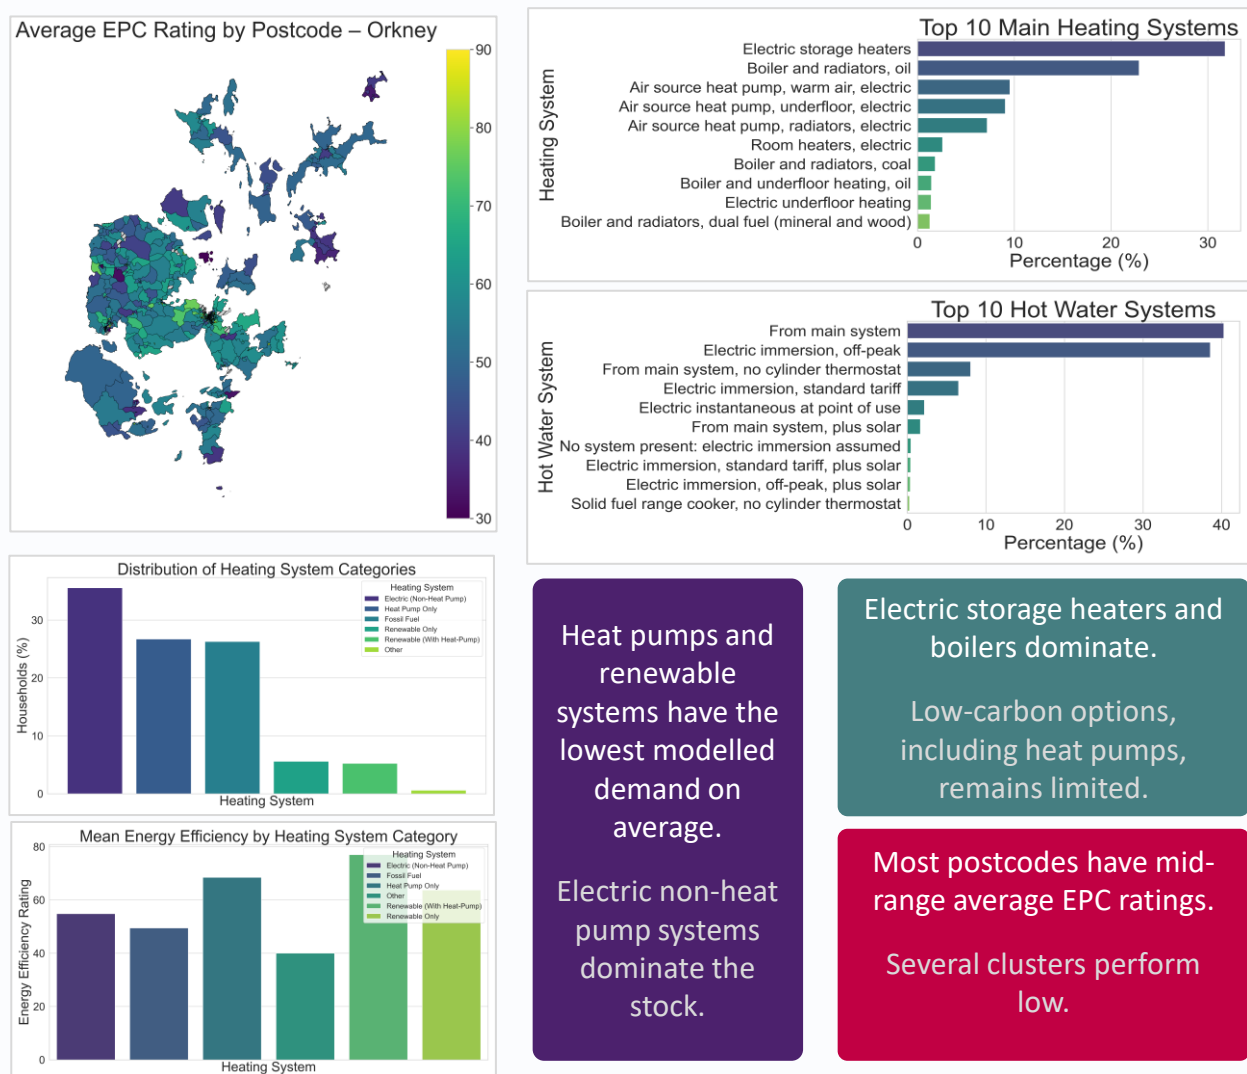 Average EPC Rating by Postcode – Orkney
90
80
70
60
50
40
30
Top 10 Main Heating Systems
Heating System
Electric storage heaters
Boiler and radiators, oil
Air source heat pump, warm air, electric
Air source heat pump, underfloor, electric
Air source heat pump, radiators, electric
Room heaters, electric
Boiler and radiators, coal
Boiler and underfloor heating, oil
Electric underfloor heating
Boiler and radiators, dual fuel (mineral and wood)
0 10 20 30
Percentage (%)
Top 10 Hot Water Systems
Hot Water System
From main system
Electric immersion, off-peak
From main system, no cylinder thermostat
Electric immersion, standard tariff
Electric instantaneous at point of use
From main system, plus solar
No system present: electric immersion assumed
Electric immersion, standard tariff, plus solar
Electric immersion, off-peak, plus solar
Solid fuel range cooker, no cylinder thermostat
0 10 20 30 40
Percentage (%)
Distribution of Heating System Categories
Households (%)
30
20
10
0
Heating System
Electric (Non-Heat Pump)
Heat Pump Only
Fossil Fuel
Renewable Only
Renewable (With Heat-Pump)
Other
Heating System
Mean Energy Efficiency by Heating System Category
Energy Efficiency Rating
80
60
40
20
0
Heating System
Electric (Non-Heat Pump)
Fossil Fuel
Heat Pump Only
Other
Renewable (With Heat-Pump)
Renewable Only
Heating System
Heat pumps and
renewable
systems have the
lowest modelled
demand on
average.
Electric non-heat
pump systems
dominate the
stock.
Electric storage heaters and
boilers dominate.
Low-carbon options,
including heat pumps,
remains limited.
Most postcodes have mid-
range average EPC ratings.
Several clusters perform
low.